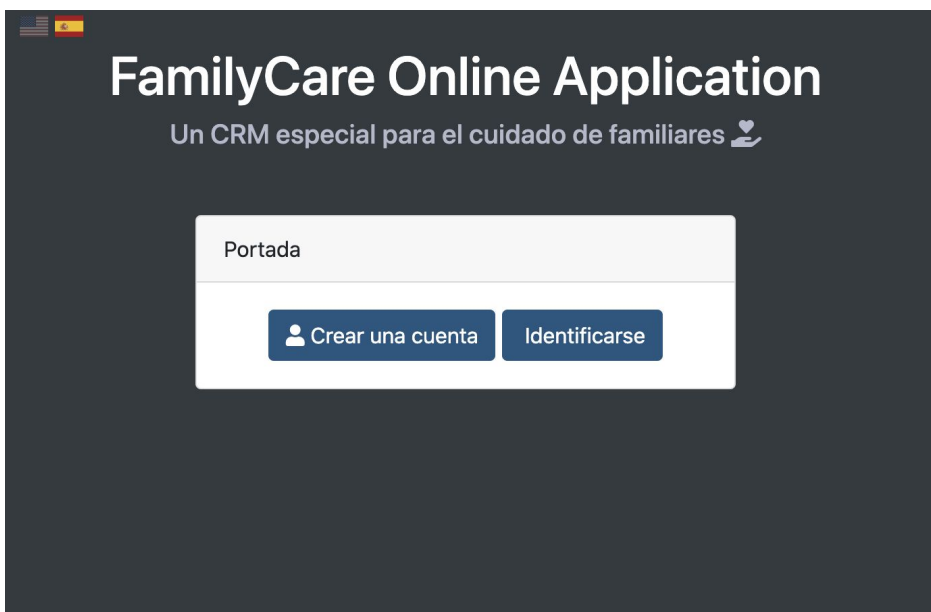 FamilyCare Online Application
Un CRM especial para el cuidado de familiares
Portada
Crear una cuenta Identificarse